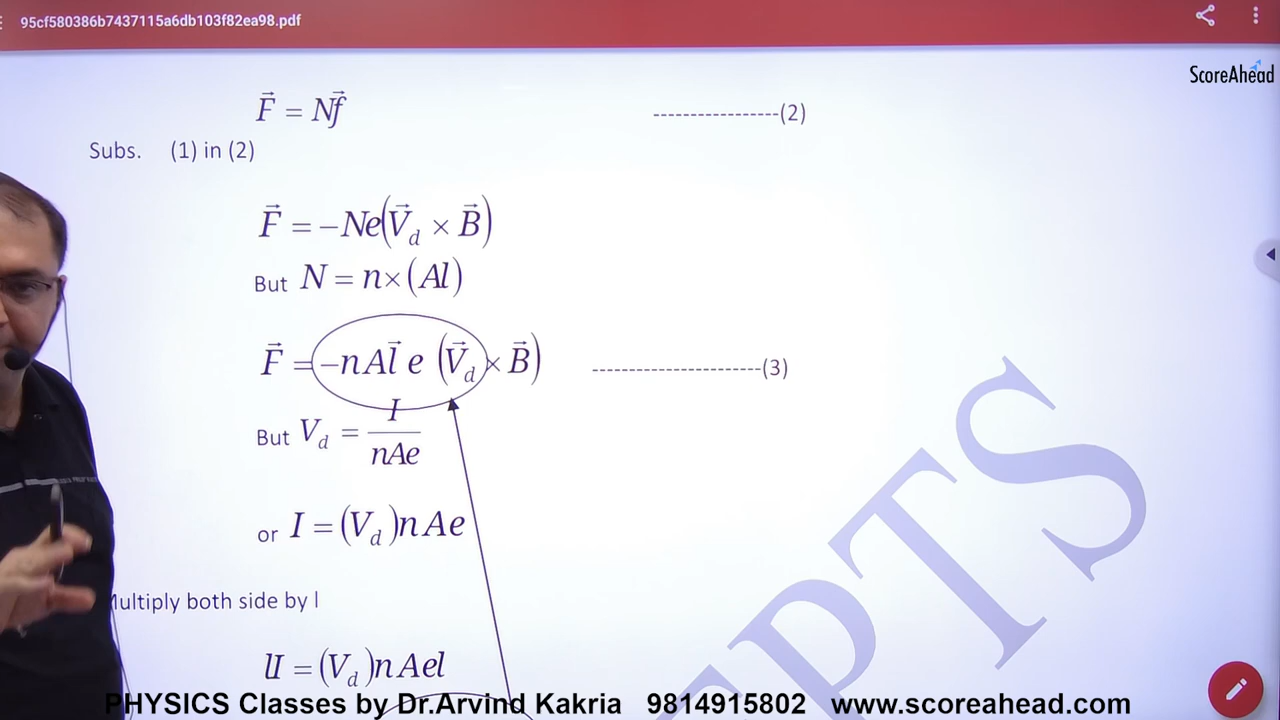 95cf580386b7437115a6db103f82ea98.pdf
ScoreAhead
F⃗ = Nf⃗ -----------------(2)
Subs. (1) in (2)
F⃗ = −Ne(V⃗d × B⃗)
But N = n×(Al)
F⃗ = −nAl⃗ e (V⃗d × B⃗) -----------------------(3)
But Vd = I/nAe
or I = (Vd)nAe
Multiply both side by l
lI = (Vd)nAel
PHYSICS Classes by Dr.Arvind Kakria 9814915802 www.scoreahead.com